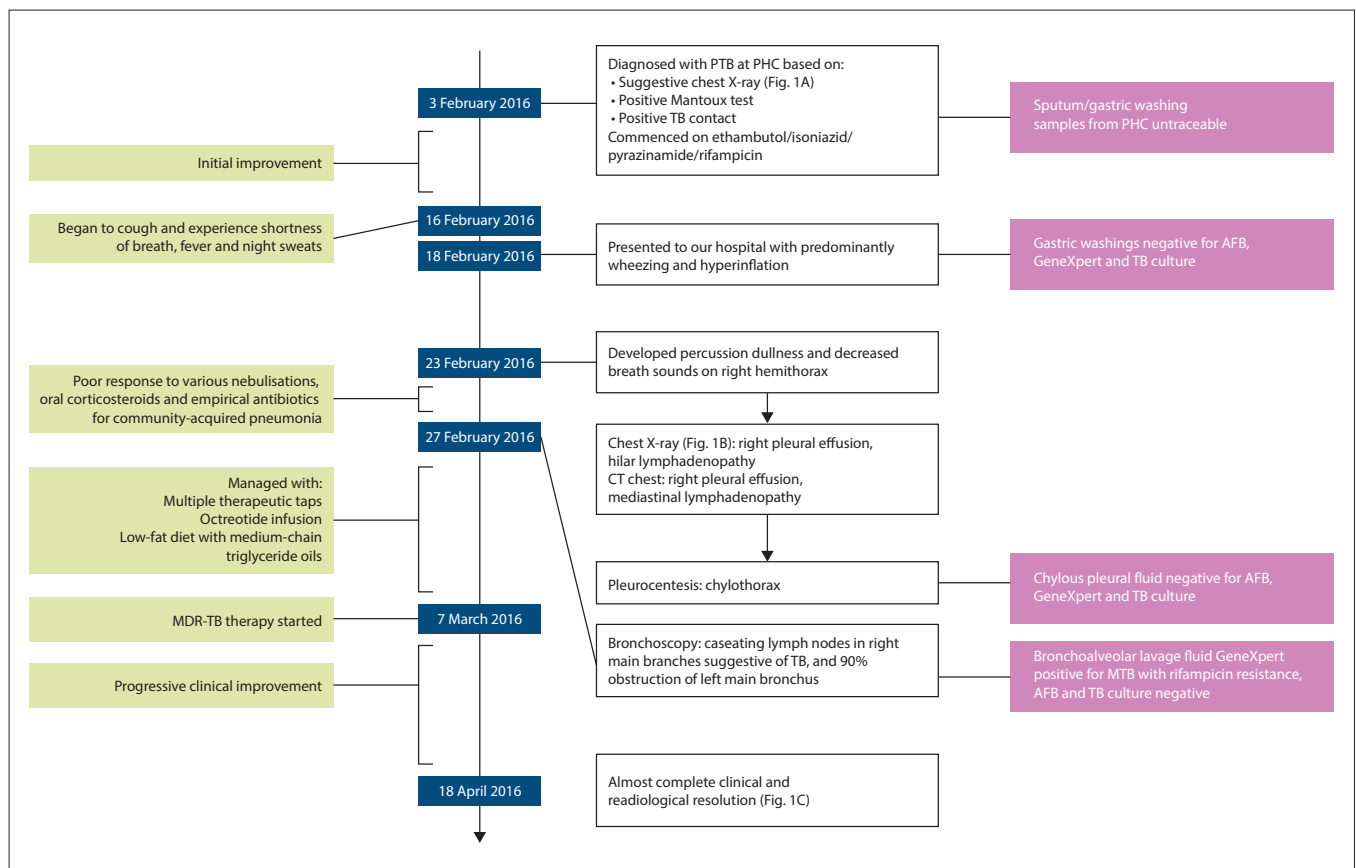 3 February 2016
Diagnosed with PTB at PHC based on:
• Suggestive chest X-ray (Fig. 1A)
• Positive Mantoux test
• Positive TB contact
Commenced on ethambutol/isoniazid/
pyrazinamide/rifampicin
Sputum/gastric washing
samples from PHC untraceable
Initial improvement
Began to cough and experience shortness
of breath, fever and night sweats
16 February 2016
18 February 2016
Presented to our hospital with predominantly
wheezing and hyperinflation
Gastric washings negative for AFB,
GeneXpert and TB culture
23 February 2016
Developed percussion dullness and decreased
breath sounds on right hemithorax
Poor response to various nebulisations,
oral corticosteroids and empirical antibiotics
for community-acquired pneumonia
27 February 2016
Chest X-ray (Fig. 1B): right pleural effusion,
hilar lymphadenopathy
CT chest: right pleural effusion,
mediastinal lymphadenopathy
Managed with:
Multiple therapeutic taps
Octreotide infusion
Low-fat diet with medium-chain
triglyceride oils
Pleurocentesis: chylothorax
Chylous pleural fluid negative for AFB,
GeneXpert and TB culture
MDR-TB therapy started
7 March 2016
Bronchoscopy: caseating lymph nodes in right
main branches suggestive of TB, and 90%
obstruction of left main bronchus
Bronchoalveolar lavage fluid GeneXpert
positive for MTB with rifampicin resistance,
AFB and TB culture negative
Progressive clinical improvement
18 April 2016
Almost complete clinical and
readiological resolution (Fig. 1C)